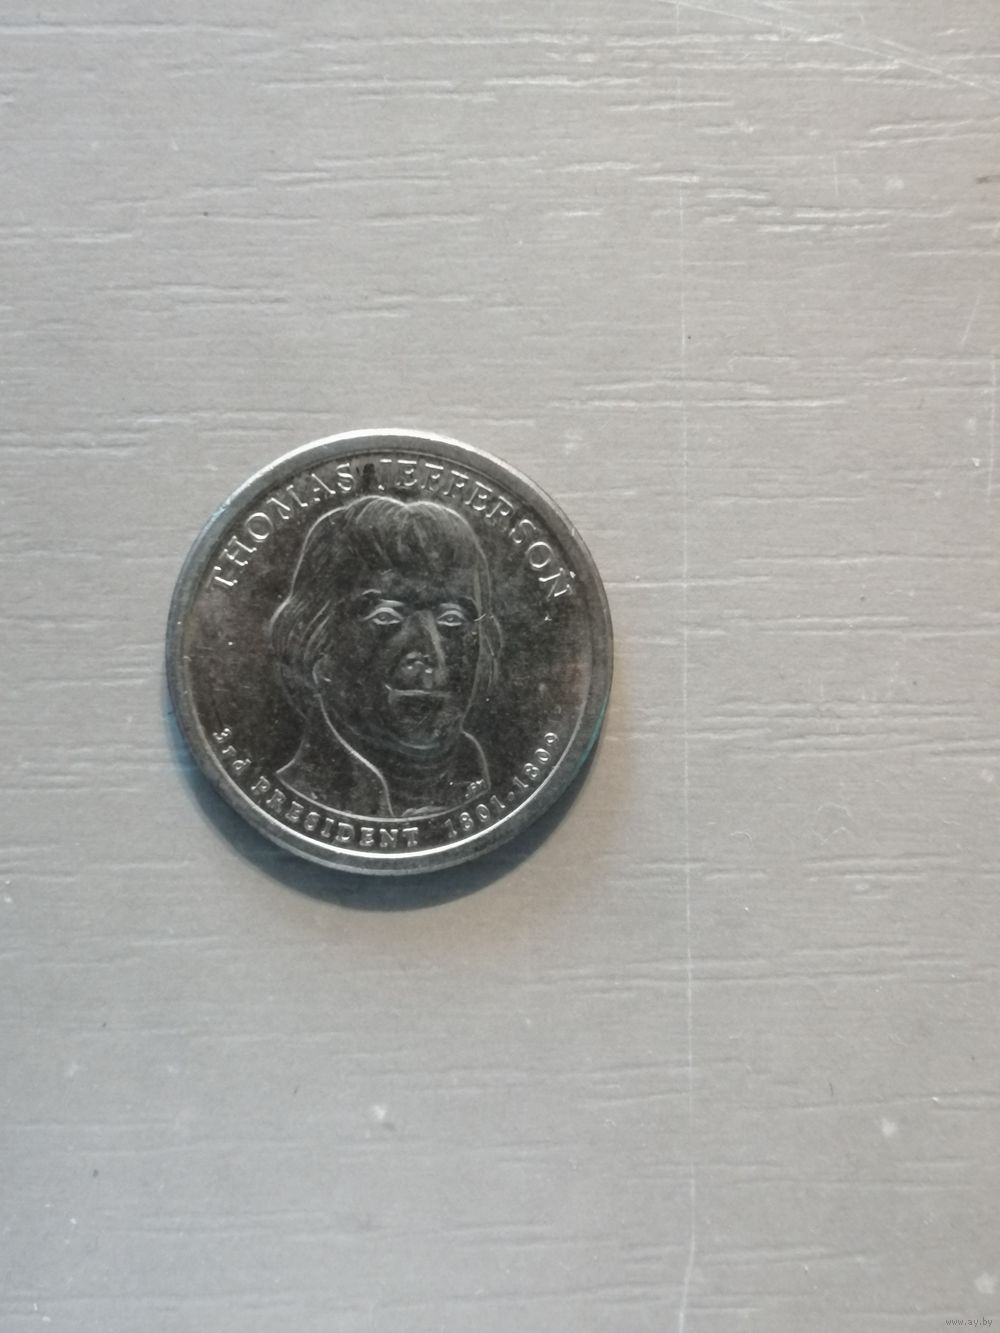 THOMAS JEFFERSON
3rd PRESIDENT 1801-1809
www.ay.by